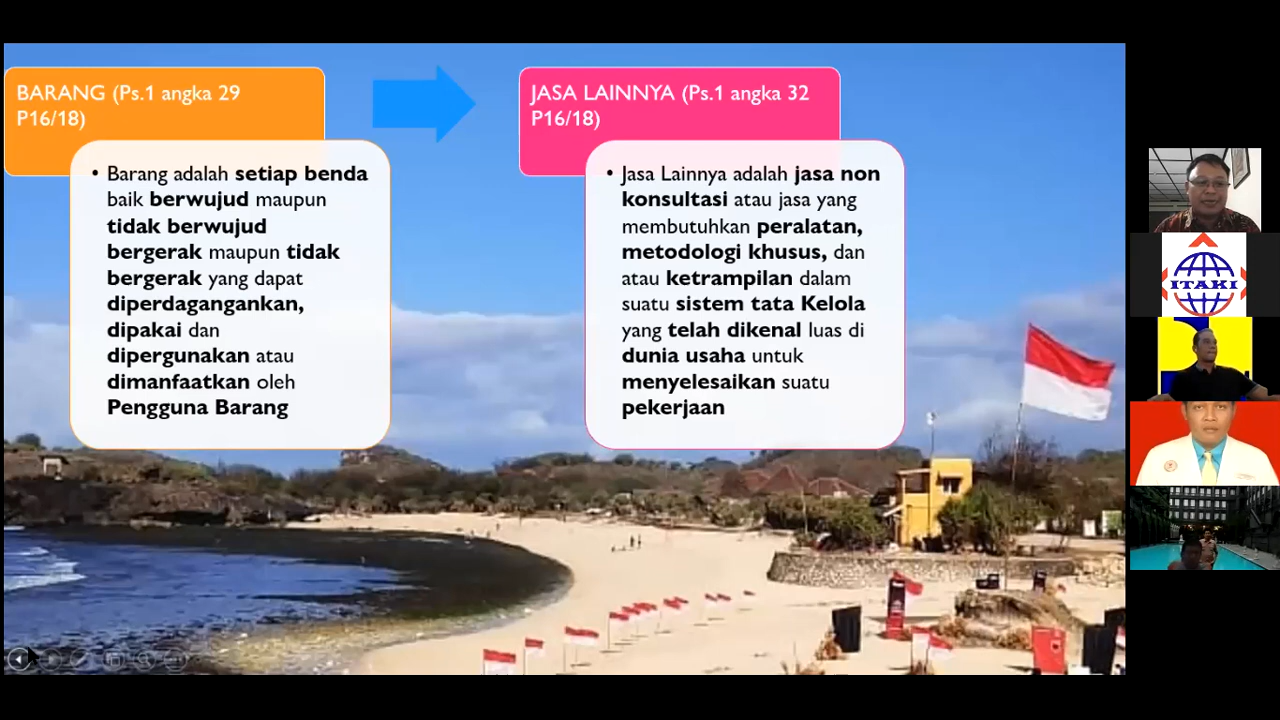 BARANG (Ps.1 angka 29
P16/18)
• Barang adalah setiap benda
baik berwujud maupun
tidak berwujud
bergerak maupun tidak
bergerak yang dapat
diperdagangankan,
dipakai dan
dipergunakan atau
dimanfaatkan oleh
Pengguna Barang
JASA LAINNYA (Ps.1 angka 32
P16/18)
• Jasa Lainnya adalah jasa non
konsultasi atau jasa yang
membutuhkan peralatan,
metodologi khusus, dan
atau ketrampilan dalam
suatu sistem tata Kelola
yang telah dikenal luas di
dunia usaha untuk
menyelesaikan suatu
pekerjaan
ITAKI